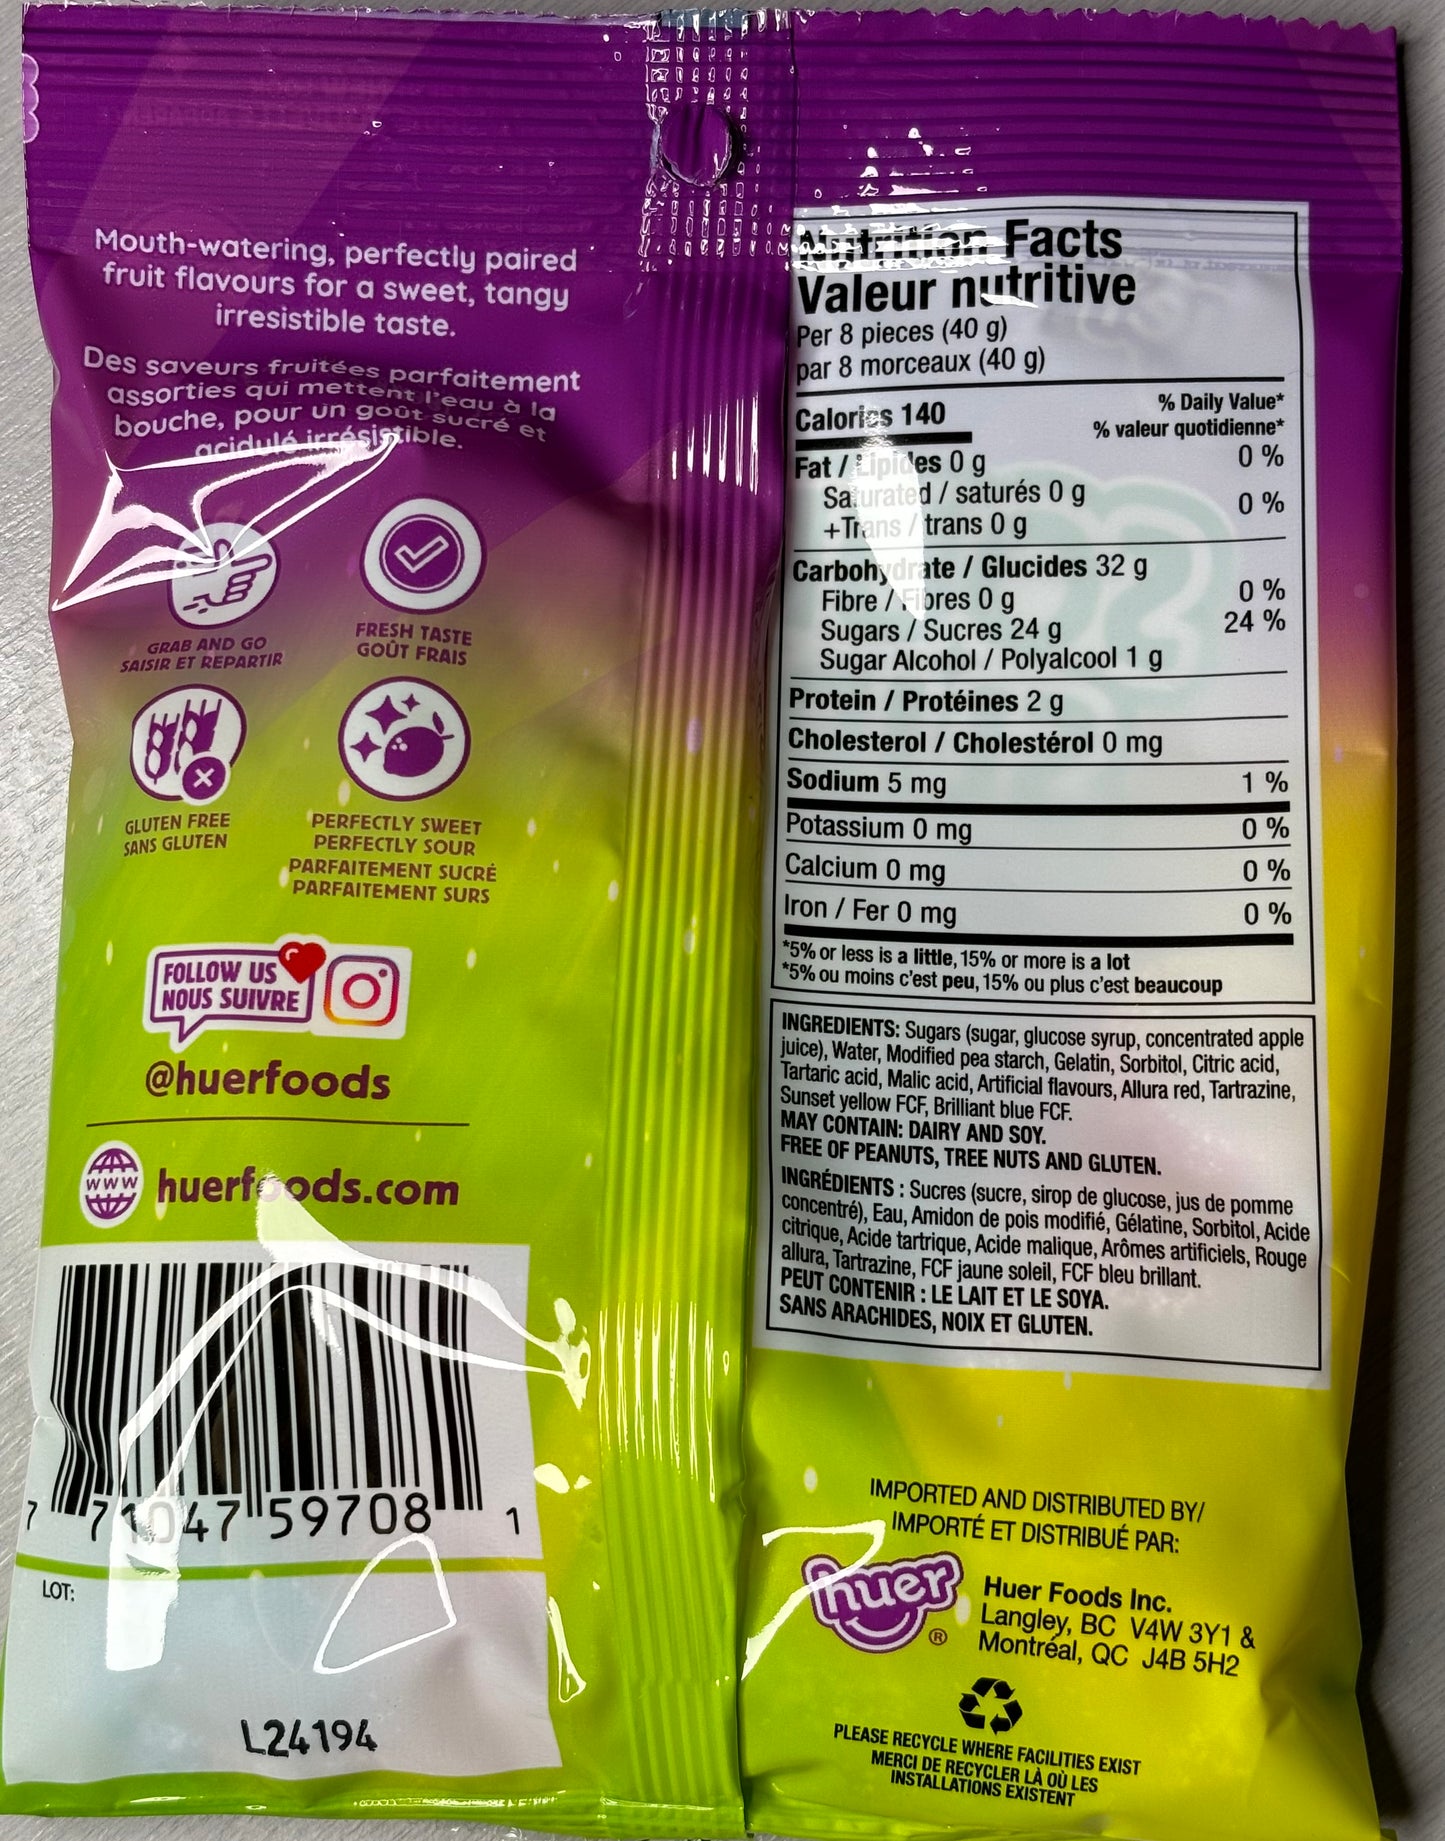 Mouth-watering, perfectly paired
fruit flavours for a sweet, tangy
irresistible taste.
Des saveurs fruitées parfaitement
assorties qui mettent l'eau à la
bouche, pour un goût sucré et
acidulé irrésistible.
GRAB AND GO
SAISIR ET REPARTIR
FRESH TASTE
GOÛT FRAIS
GLUTEN FREE
SANS GLUTEN
PERFECTLY SWEET
PERFECTLY SOUR
PARFAITEMENT SUCRÉ
PARFAITEMENT SURS
FOLLOW US
NOUS SUIVRE
@huerfoods
www
huerfoods.com
7 71047 59708 1
LOT:
L24194
Nutrition Facts
Valeur nutritive
Per 8 pieces (40 g)
par 8 morceaux (40 g)
Calories 140
% Daily Value*
% valeur quotidienne*
Fat / Lipides 0 g 0 %
Saturated / saturés 0 g
+Trans / trans 0 g 0 %
Carbohydrate / Glucides 32 g
Fibre / Fibres 0 g 0 %
Sugars / Sucres 24 g 24 %
Sugar Alcohol / Polyalcool 1 g
Protein / Protéines 2 g
Cholesterol / Cholestérol 0 mg
Sodium 5 mg 1 %
Potassium 0 mg 0 %
Calcium 0 mg 0 %
Iron / Fer 0 mg 0 %
*5% or less is a little, 15% or more is a lot
*5% ou moins c'est peu, 15% ou plus c'est beaucoup
INGREDIENTS: Sugars (sugar, glucose syrup, concentrated apple
juice), Water, Modified pea starch, Gelatin, Sorbitol, Citric acid,
Tartaric acid, Malic acid, Artificial flavours, Allura red, Tartrazine,
Sunset yellow FCF, Brilliant blue FCF.
MAY CONTAIN: DAIRY AND SOY.
FREE OF PEANUTS, TREE NUTS AND GLUTEN.
INGRÉDIENTS : Sucres (sucre, sirop de glucose, jus de pomme
concentré), Eau, Amidon de pois modifié, Gélatine, Sorbitol, Acide
citrique, Acide tartrique, Acide malique, Arômes artificiels, Rouge
allura, Tartrazine, FCF jaune soleil, FCF bleu brillant.
PEUT CONTENIR : LE LAIT ET LE SOYA.
SANS ARACHIDES, NOIX ET GLUTEN.
IMPORTED AND DISTRIBUTED BY/
IMPORTÉ ET DISTRIBUÉ PAR:
huer®
Huer Foods Inc.
Langley, BC V4W 3Y1 &
Montréal, QC J4B 5H2
PLEASE RECYCLE WHERE FACILITIES EXIST
MERCI DE RECYCLER LÀ OÙ LES
INSTALLATIONS EXISTENT